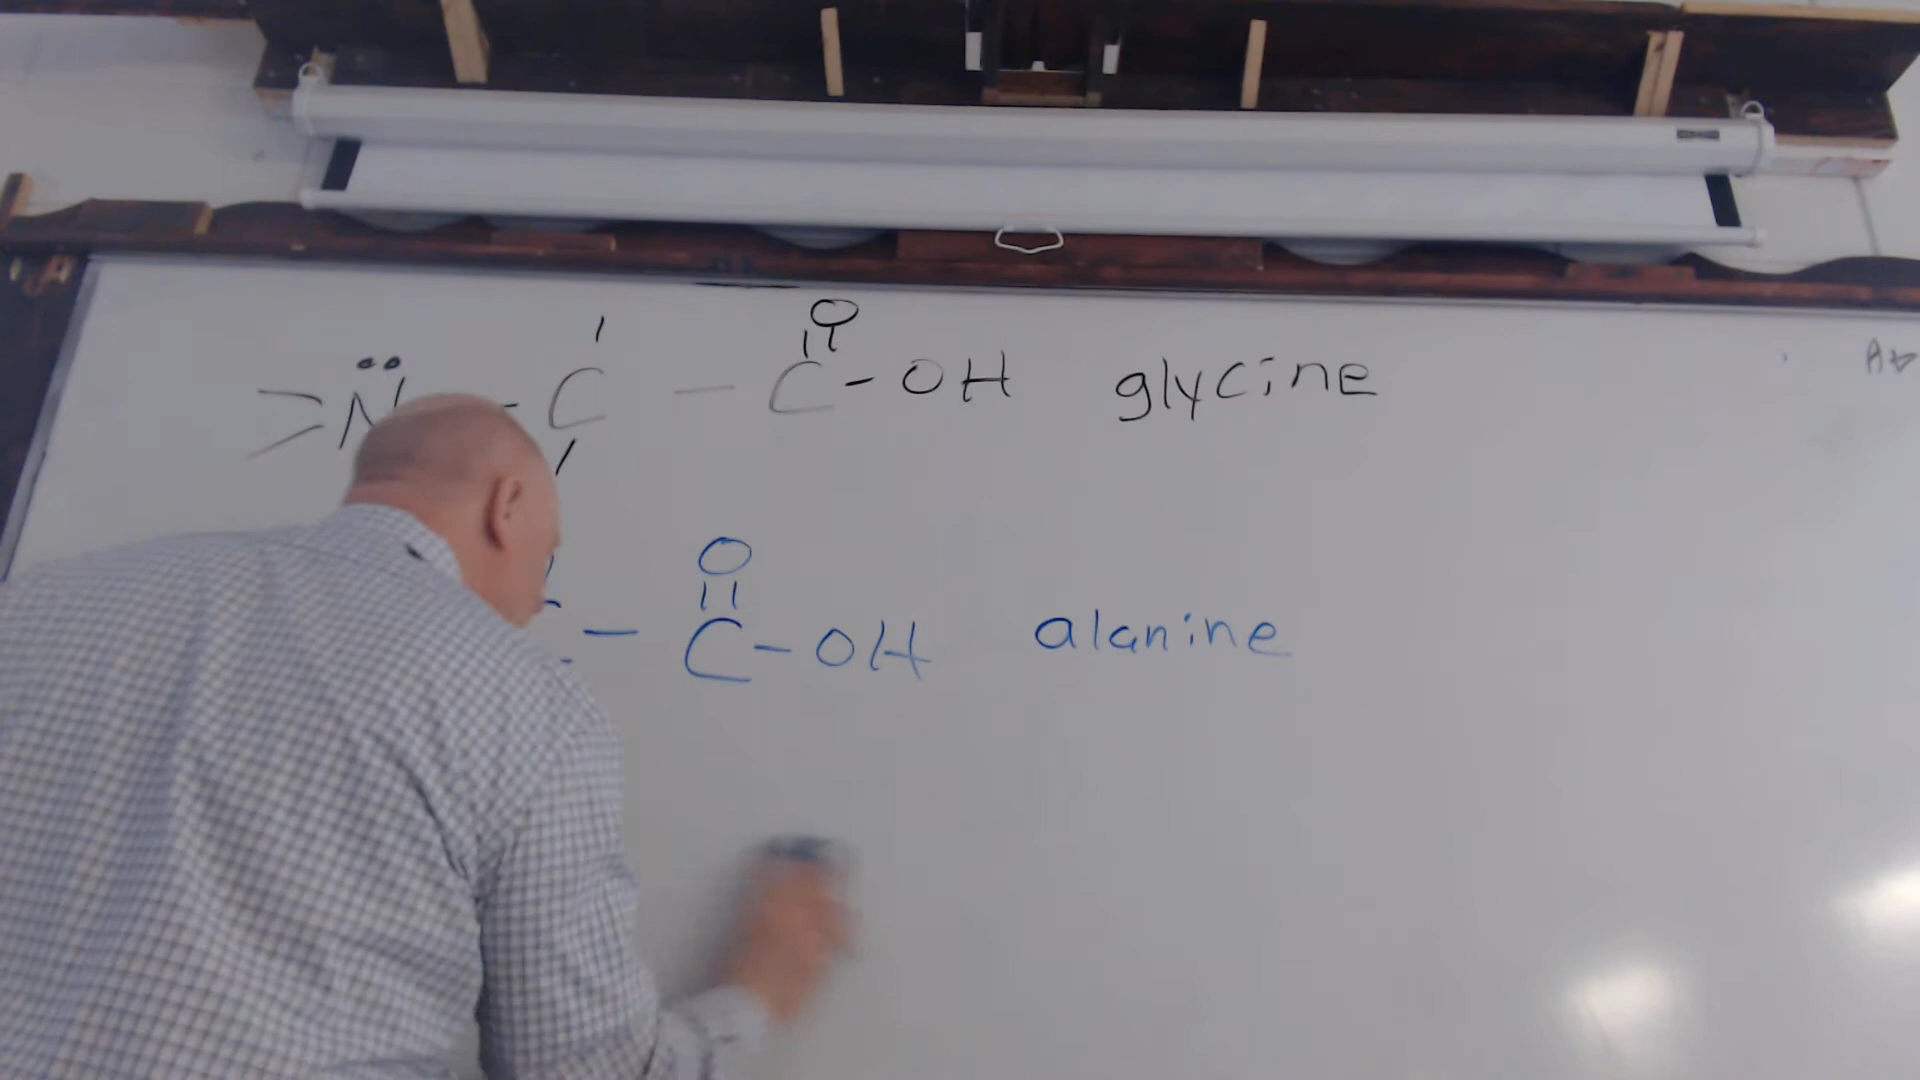 O
N - C - C - OH glycine
O
- C - OH alanine